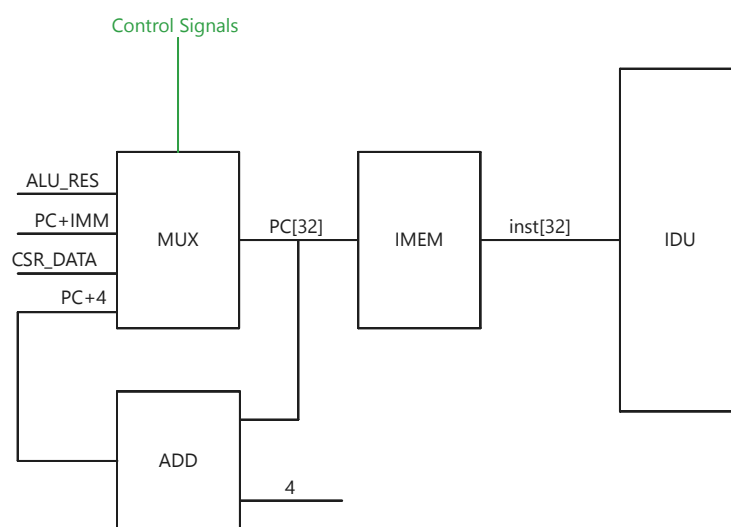 Control Signals
ALU_RES
PC+IMM
CSR_DATA
PC+4
MUX
PC[32]
IMEM
inst[32]
IDU
ADD
4